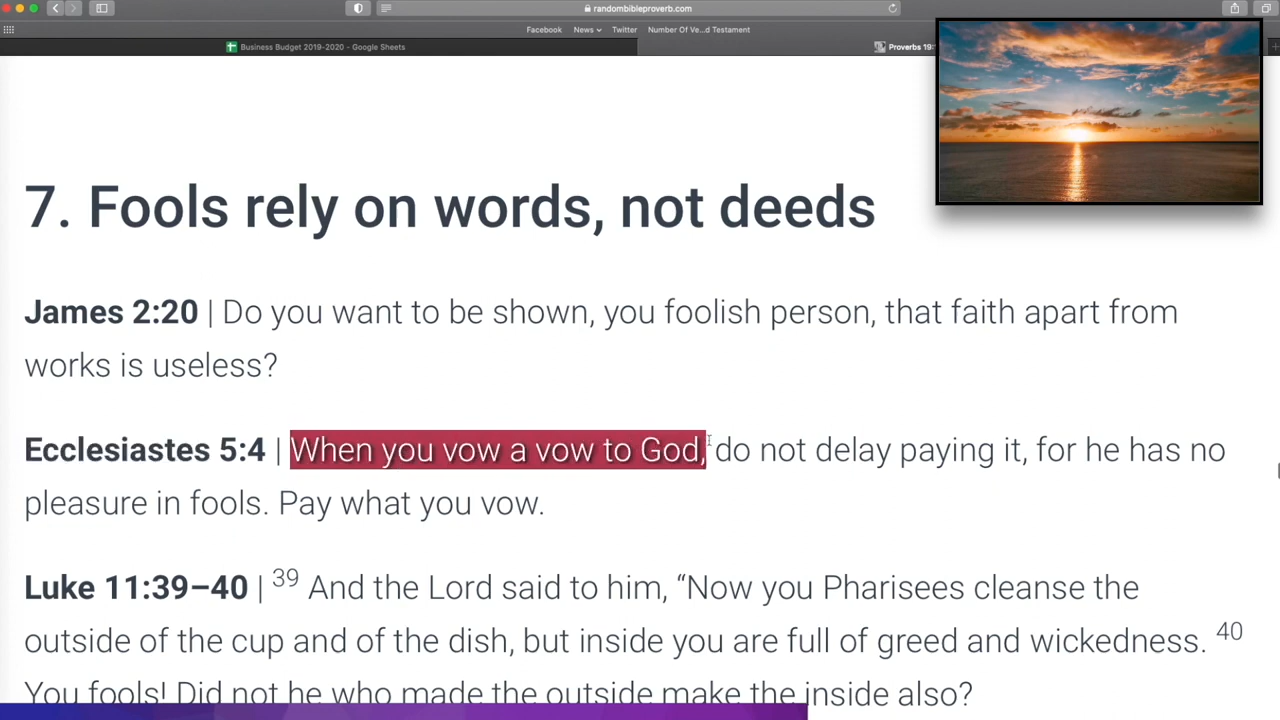 randombibleproverb.com
Facebook News Twitter Number Of Ve...d Testament
Business Budget 2019-2020 - Google Sheets
Proverbs 19:
7. Fools rely on words, not deeds
James 2:20 | Do you want to be shown, you foolish person, that faith apart from
works is useless?
Ecclesiastes 5:4 | When you vow a vow to God, do not delay paying it, for he has no
pleasure in fools. Pay what you vow.
Luke 11:39–40 | 39 And the Lord said to him, “Now you Pharisees cleanse the
outside of the cup and of the dish, but inside you are full of greed and wickedness. 40
You fools! Did not he who made the outside make the inside also?